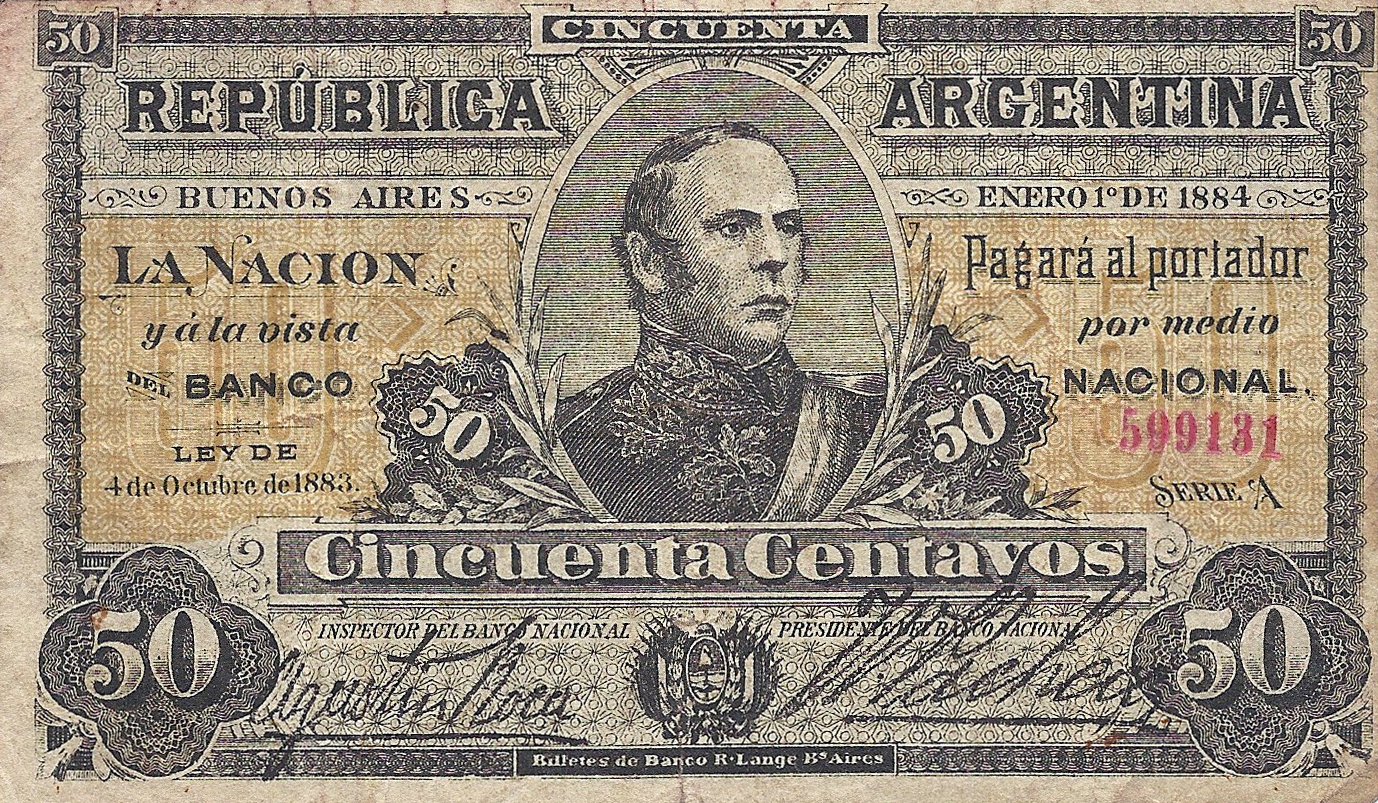 50 CINCUENTA 50
REPÚBLICA ARGENTINA
BUENOS AIRES ENERO 1º DE 1884
LA NACION Pagará al portador
y á la vista por medio
DEL BANCO NACIONAL.
50 50
599131
LEY DE
4 de Octubre de 1883. SERIE A
Cincuenta Centavos
INSPECTOR DEL BANCO NACIONAL PRESIDENTE DEL BANCO NACIONAL
50 50
Agustin Roca
Billetes de Banco R. Lange Bs Aires